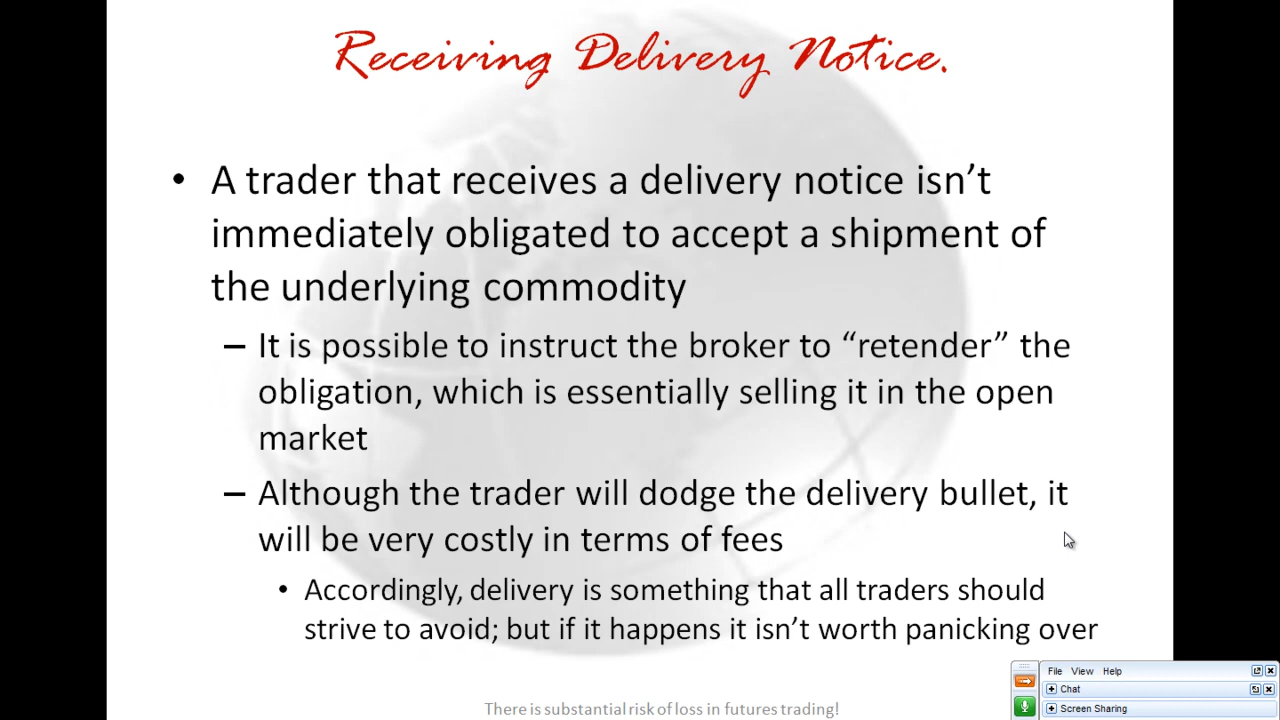 Receiving Delivery Notice.
• A trader that receives a delivery notice isn't
immediately obligated to accept a shipment of
the underlying commodity
– It is possible to instruct the broker to “retender” the
obligation, which is essentially selling it in the open
market
– Although the trader will dodge the delivery bullet, it
will be very costly in terms of fees
• Accordingly, delivery is something that all traders should
strive to avoid; but if it happens it isn't worth panicking over
There is substantial risk of loss in futures trading!
File View Help
Chat
Screen Sharing